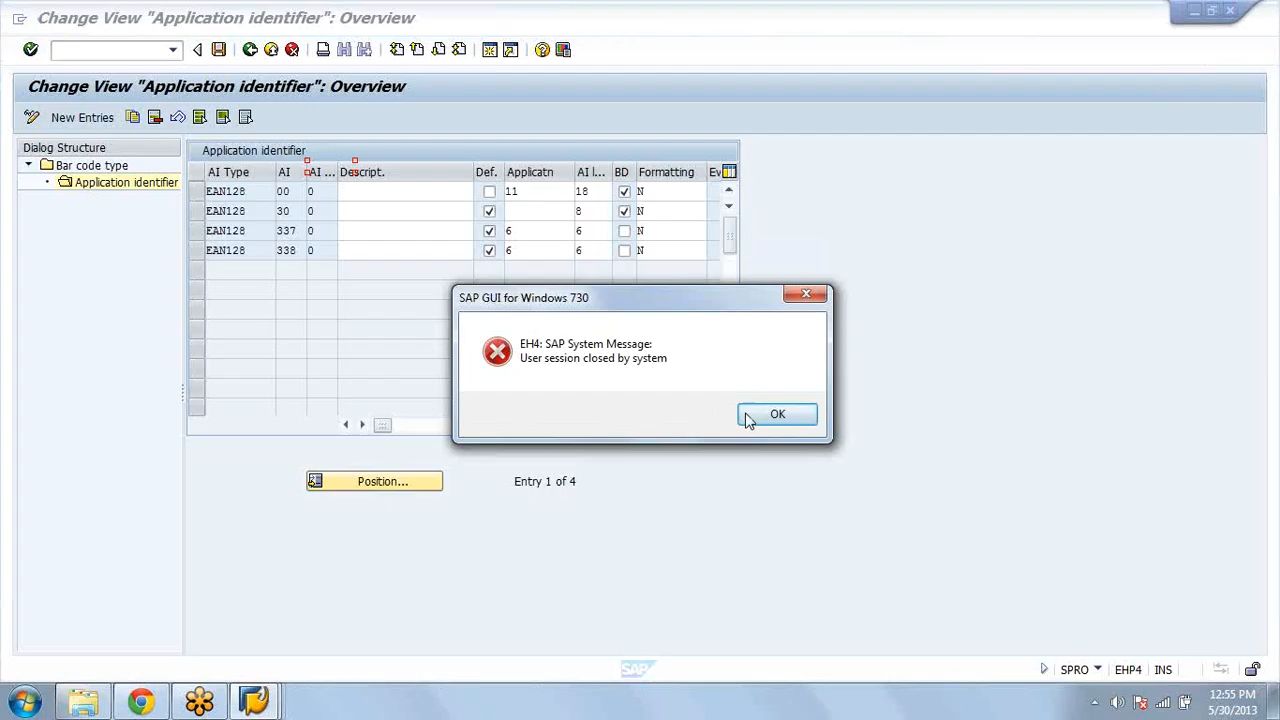 Change View "Application identifier": Overview
Change View "Application identifier": Overview
New Entries
Dialog Structure
Bar code type
Application identifier
Application identifier
AI Type AI AI ... Descript. Def. Applicatn AI l... BD Formatting Ev
EAN128 00 0 11 18 N
EAN128 30 0 8 N
EAN128 337 0 6 6 N
EAN128 338 0 6 6 N
SAP GUI for Windows 730
EH4: SAP System Message:
User session closed by system
OK
Position...
Entry 1 of 4
SAP
SPRO EHP4 INS
12:55 PM
5/30/2013